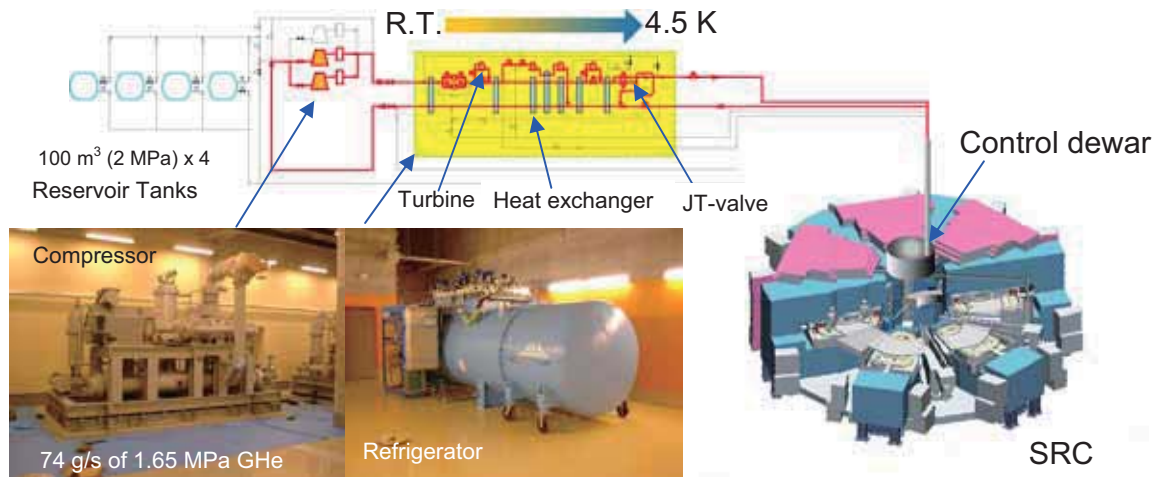 R.T.
4.5 K
100 m³ (2 MPa) x 4
Reservoir Tanks
Turbine
Heat exchanger
JT-valve
Control dewar
Compressor
74 g/s of 1.65 MPa GHe
Refrigerator
SRC